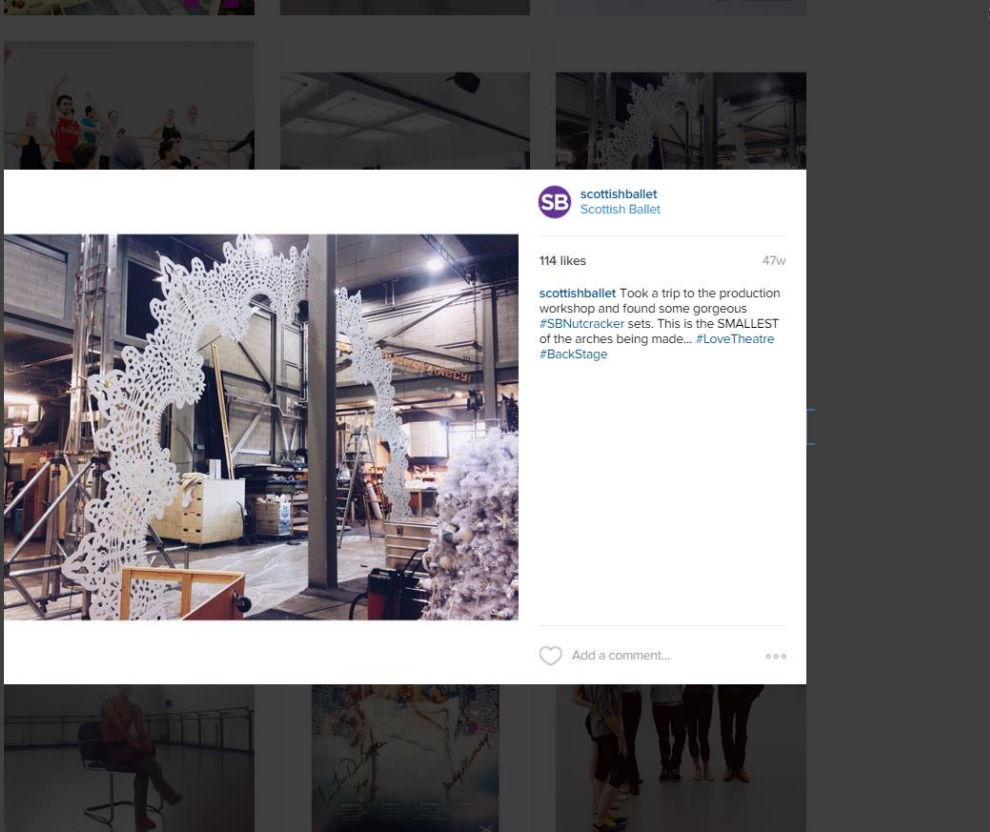 SB
scottishballet
Scottish Ballet
114 likes
47w
scottishballet Took a trip to the production
workshop and found some gorgeous
#SBNutcracker sets. This is the SMALLEST
of the arches being made... #LoveTheatre
#BackStage
Add a comment...